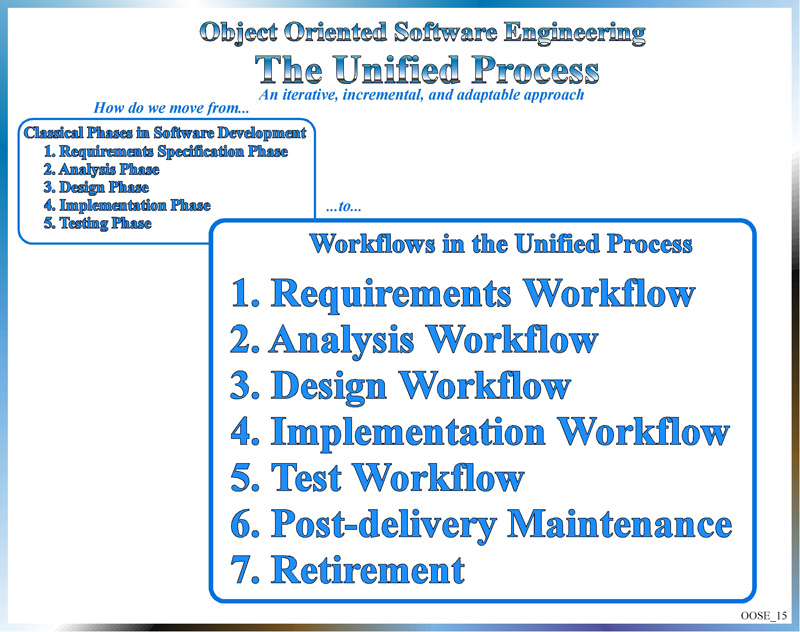 Object Oriented Software Engineering
The Unified Process
An iterative, incremental, and adaptable approach
How do we move from...
Classical Phases in Software Development
1. Requirements Specification Phase
2. Analysis Phase
3. Design Phase
4. Implementation Phase
5. Testing Phase
...to...
Workflows in the Unified Process
1. Requirements Workflow
2. Analysis Workflow
3. Design Workflow
4. Implementation Workflow
5. Test Workflow
6. Post-delivery Maintenance
7. Retirement
OOSE_15